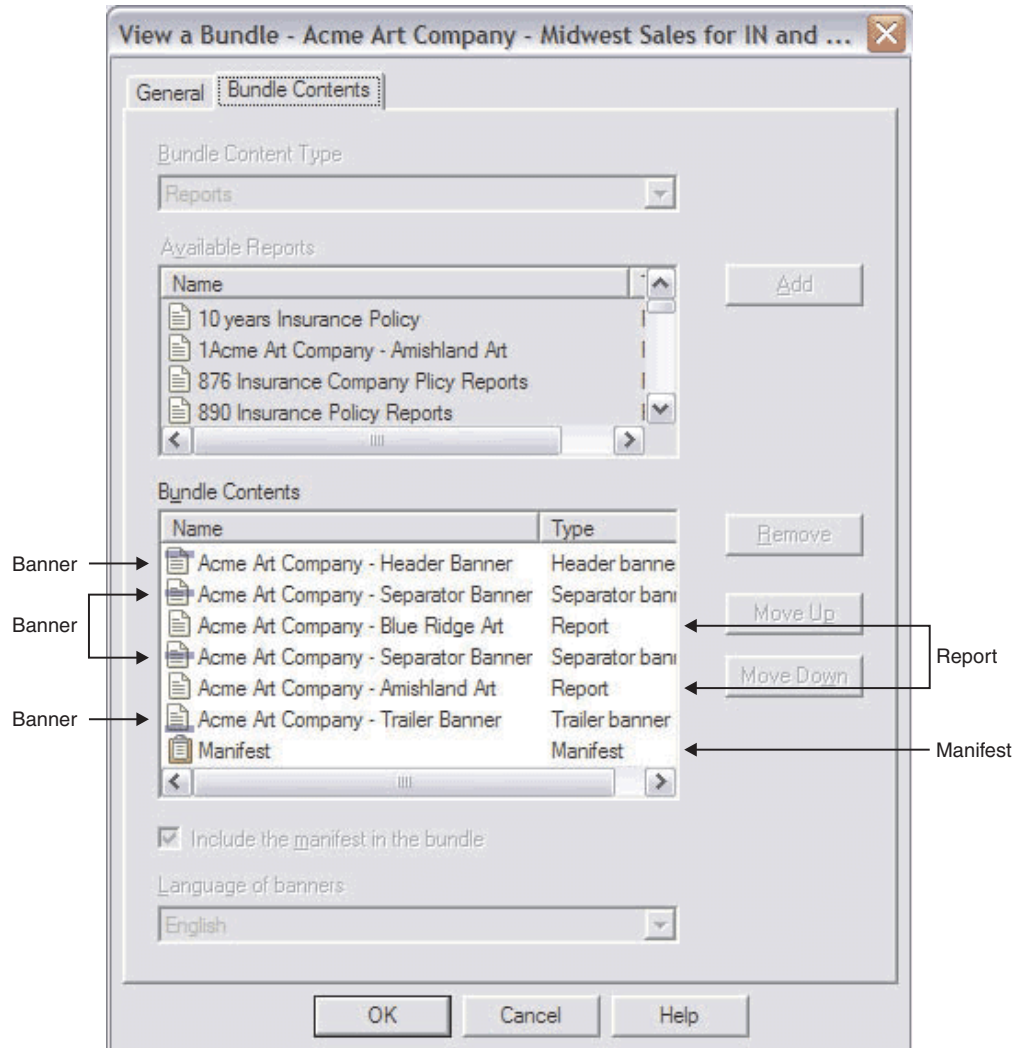 View a Bundle - Acme Art Company - Midwest Sales for IN and ...
General
Bundle Contents
Bundle Content Type
Reports
Available Reports
Name
10 years Insurance Policy
1Acme Art Company - Amishland Art
876 Insurance Company Plicy Reports
890 Insurance Policy Reports
Add
Bundle Contents
Name Type
Banner Acme Art Company - Header Banner Header banne
Acme Art Company - Separator Banner Separator bann
Banner Acme Art Company - Blue Ridge Art Report
Acme Art Company - Separator Banner Separator bann
Report
Acme Art Company - Amishland Art Report
Banner Acme Art Company - Trailer Banner Trailer banner
Manifest Manifest Manifest
Remove
Move Up
Move Down
Include the manifest in the bundle
Language of banners
English
OK Cancel Help